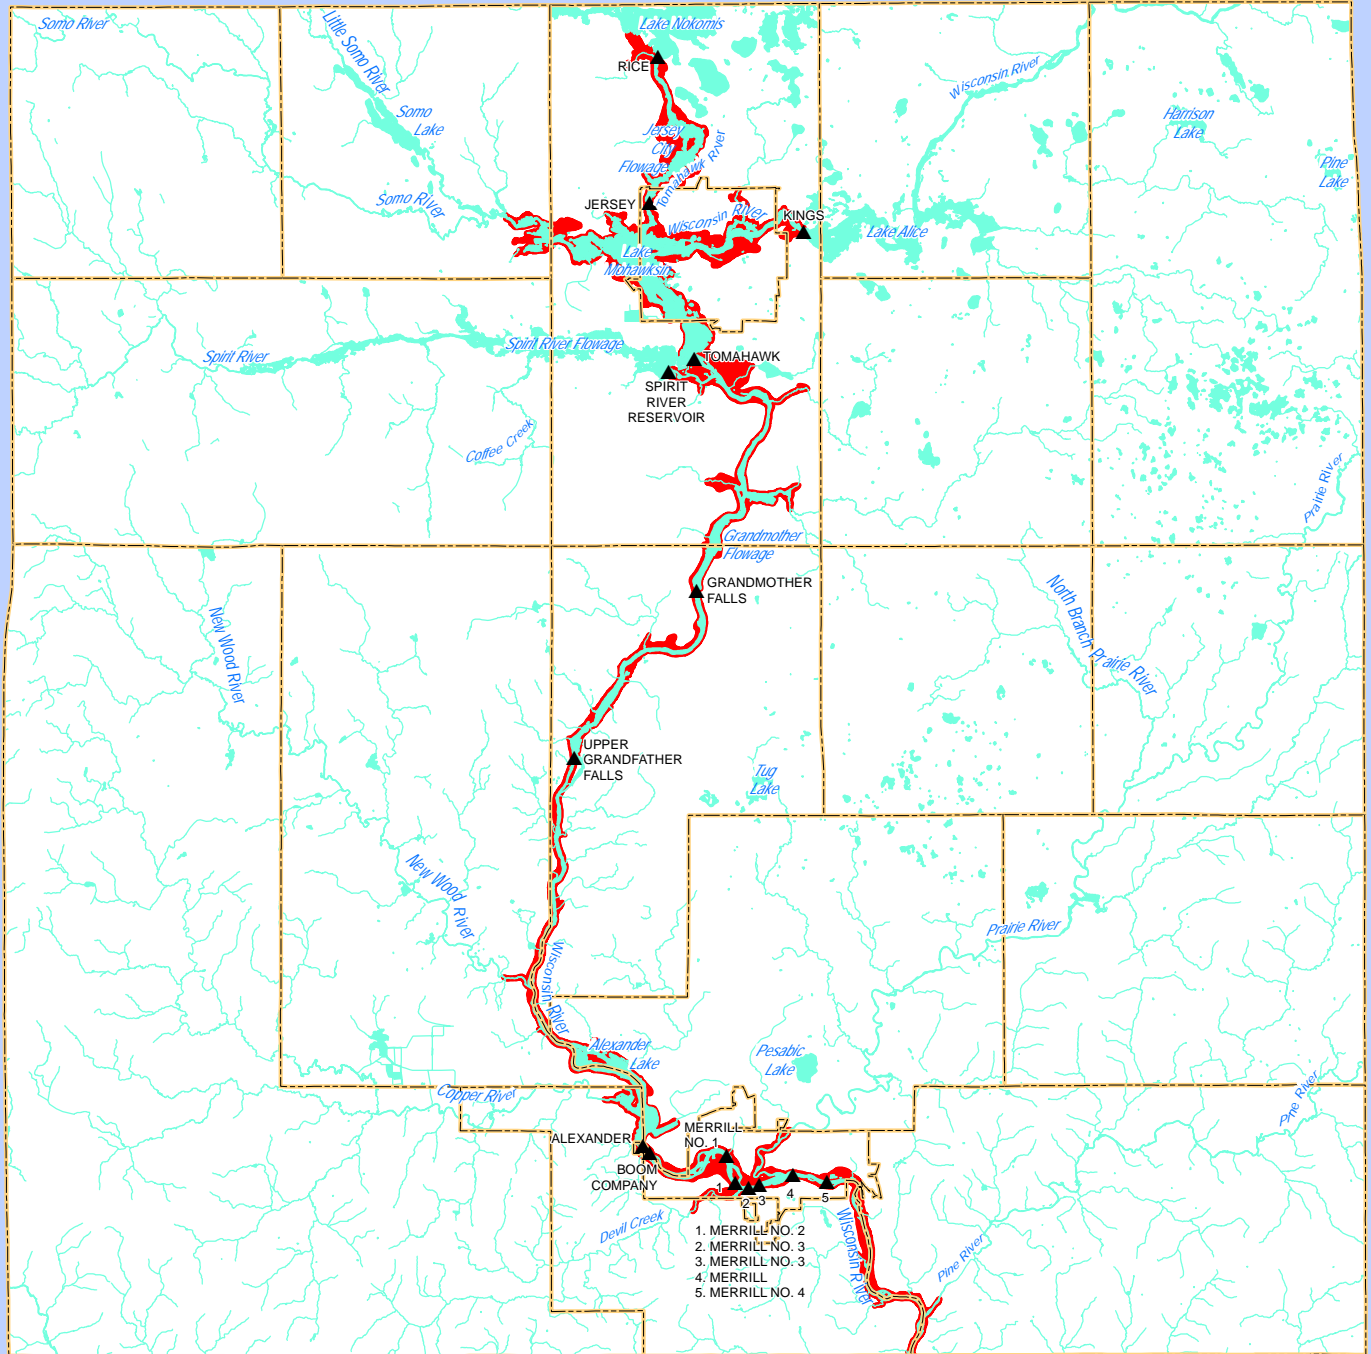 Somo River
Little Somo River
Lake Nokomis
RICE
Wisconsin River
Somo
Lake
Harrison
Lake
Jersey
City
Flowage
Tomahawk River
Pine
Lake
Somo River
JERSEY
Wisconsin River
KINGS
Lake Alice
Lake
Mohawksin
Spirit River
Spirit River Flowage
TOMAHAWK
SPIRIT
RIVER
RESERVOIR
Coffee Creek
Prairie River
Grandmother
Flowage
GRANDMOTHER
FALLS
New Wood River
North Branch Prairie River
UPPER
GRANDFATHER
FALLS
Tug
Lake
New Wood River
Prairie River
Wisconsin River
Alexander
Lake
Pesabic
Lake
Copper River
Pine River
ALEXANDER
MERRILL
NO. 1
BOOM
COMPANY
1
2
3
4
5
Devil Creek
Wisconsin River
Pine River
1. MERRILL NO. 2
2. MERRILL NO. 3
3. MERRILL NO. 3
4. MERRILL
5. MERRILL NO. 4